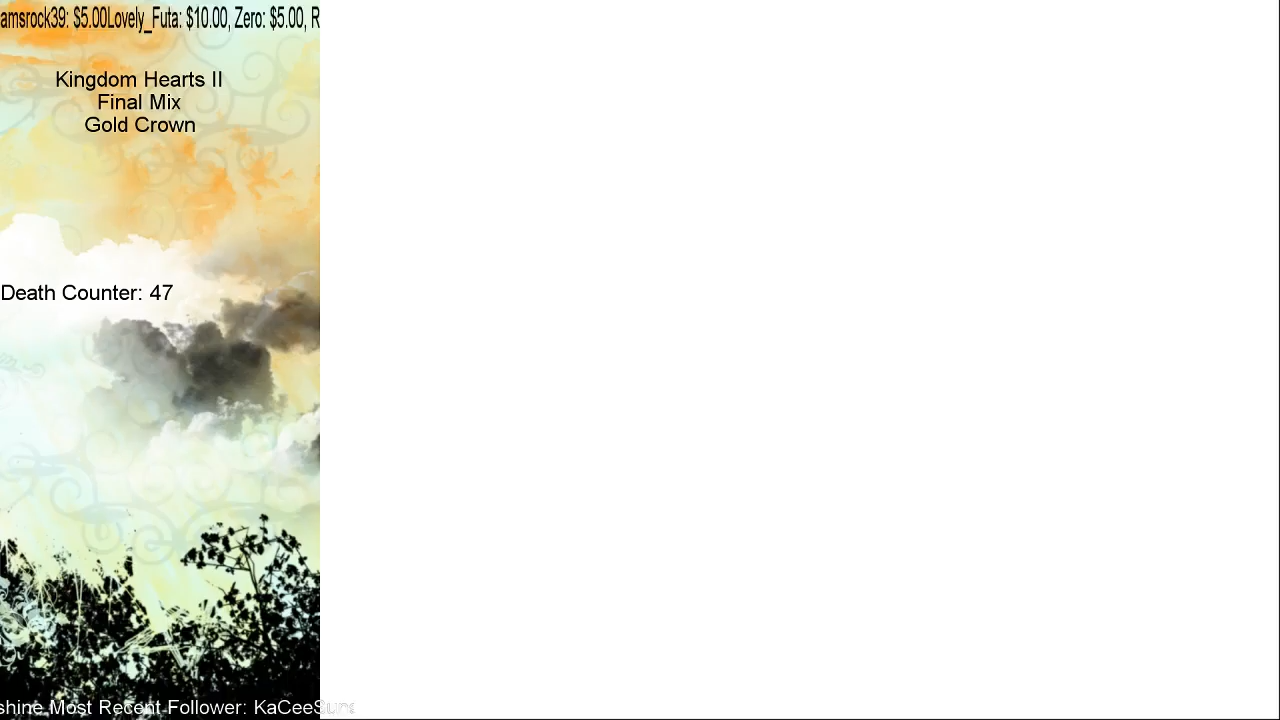 amsrock39: $5.00Lovely_Futa: $10.00, Zero: $5.00, R
Kingdom Hearts II
Final Mix
Gold Crown
Death Counter: 47
shine Most Recent Follower: KaCeeSuns